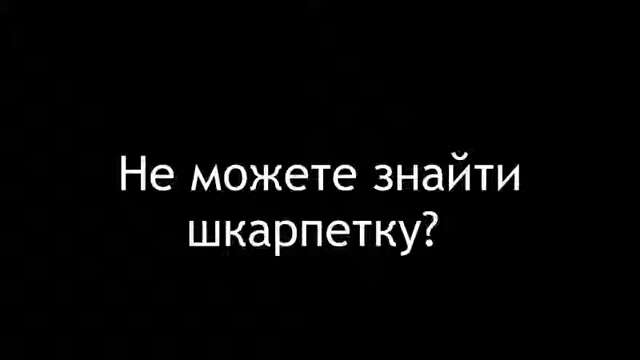 Не можете знайти
шкарпетку?